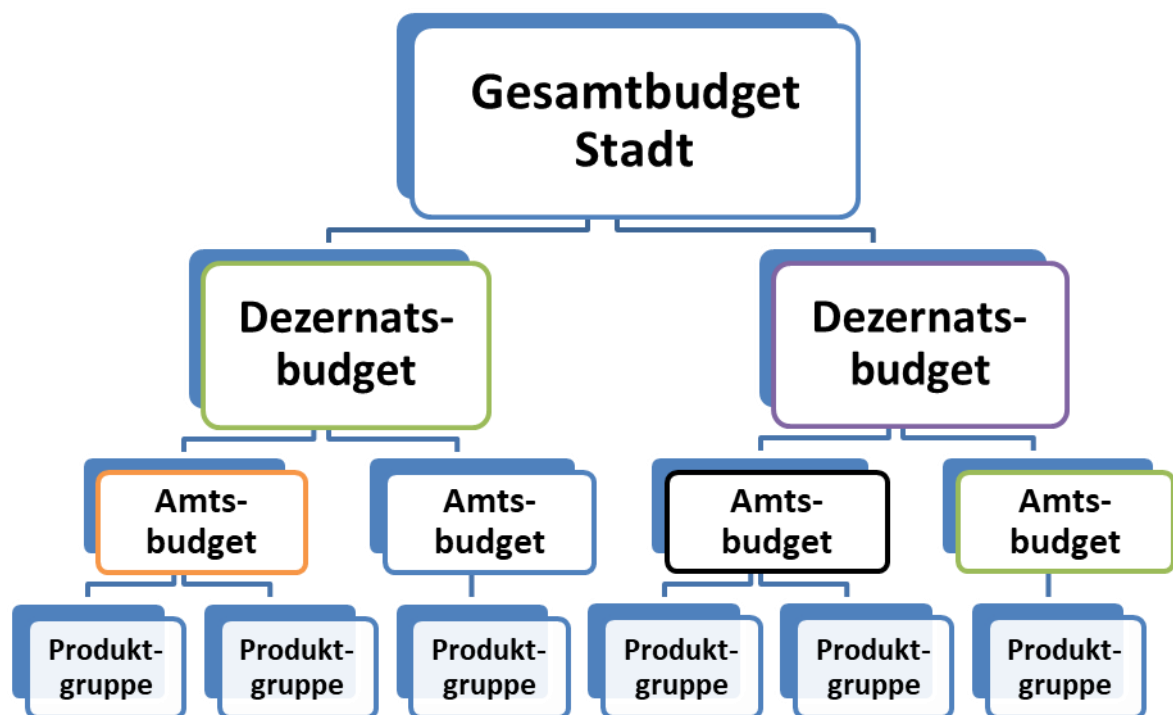 Gesamtbudget
Stadt
Dezernats-
budget
Dezernats-
budget
Amts-
budget
Amts-
budget
Amts-
budget
Amts-
budget
Produkt-
gruppe
Produkt-
gruppe
Produkt-
gruppe
Produkt-
gruppe
Produkt-
gruppe
Produkt-
gruppe